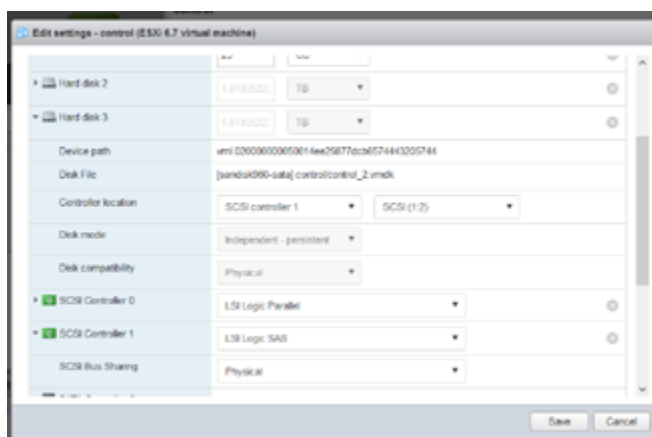 Edit settings - control (ESXi 6.7 virtual machine)
Hard disk 2
TB
Hard disk 3
TB
Device path
Disk File
[sandisk960-sata] control/control_2.vmdk
Controller location
SCSI controller 1
SCSI (1:2)
Disk mode
Independent - persistent
Disk compatibility
Physical
SCSI Controller 0
LSI Logic Parallel
SCSI Controller 1
LSI Logic SAS
SCSI Bus Sharing
Physical
Save
Cancel